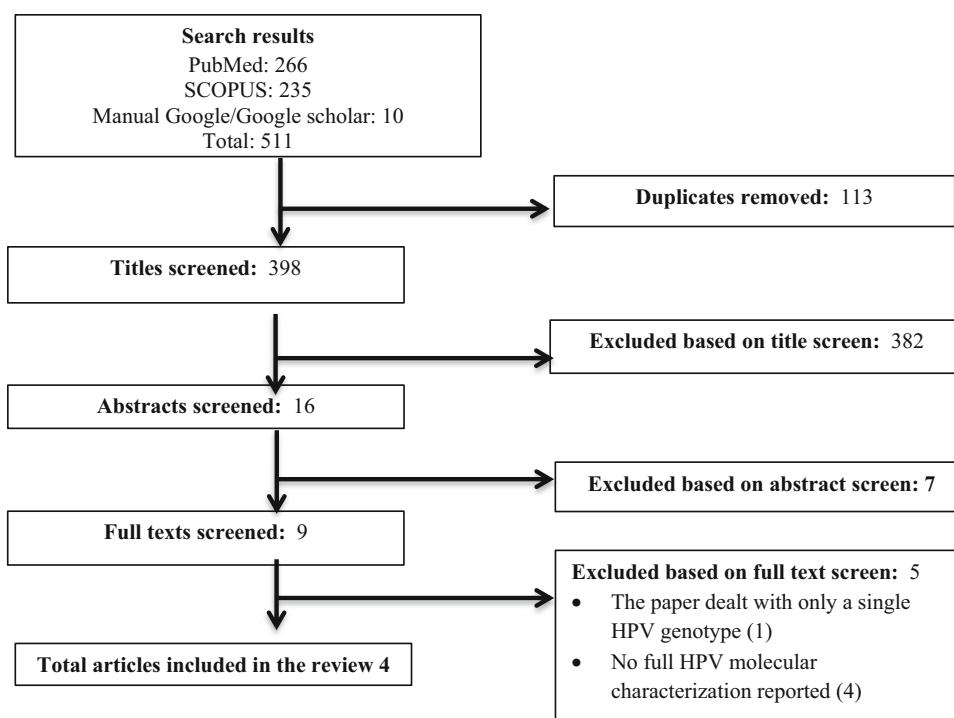 Search results
PubMed: 266
SCOPUS: 235
Manual Google/Google scholar: 10
Total: 511
Duplicates removed: 113
Titles screened: 398
Excluded based on title screen: 382
Abstracts screened: 16
Excluded based on abstract screen: 7
Full texts screened: 9
Excluded based on full text screen: 5
• The paper dealt with only a single
HPV genotype (1)
• No full HPV molecular
characterization reported (4)
Total articles included in the review 4